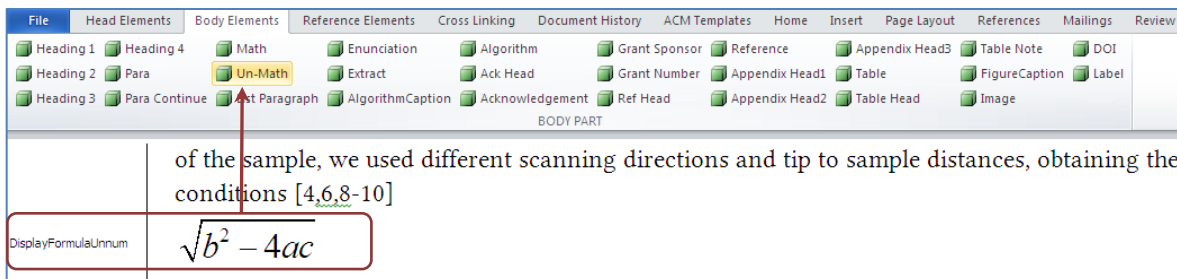 File Head Elements Body Elements Reference Elements Cross Linking Document History ACM Templates Home Insert Page Layout References Mailings Review
Heading 1 Heading 4 Math Enunciation Algorithm Grant Sponsor Reference Appendix Head3 Table Note DOI
Heading 2 Para Un-Math Extract Ack Head Grant Number Appendix Head1 Table FigureCaption Label
Heading 3 Para Continue Paragraph AlgorithmCaption Acknowledgement Ref Head Appendix Head2 Table Head Image
BODY PART
of the sample, we used different scanning directions and tip to sample distances, obtaining the
conditions [4,6,8-10]
DisplayFormulaUnnum √b² – 4ac